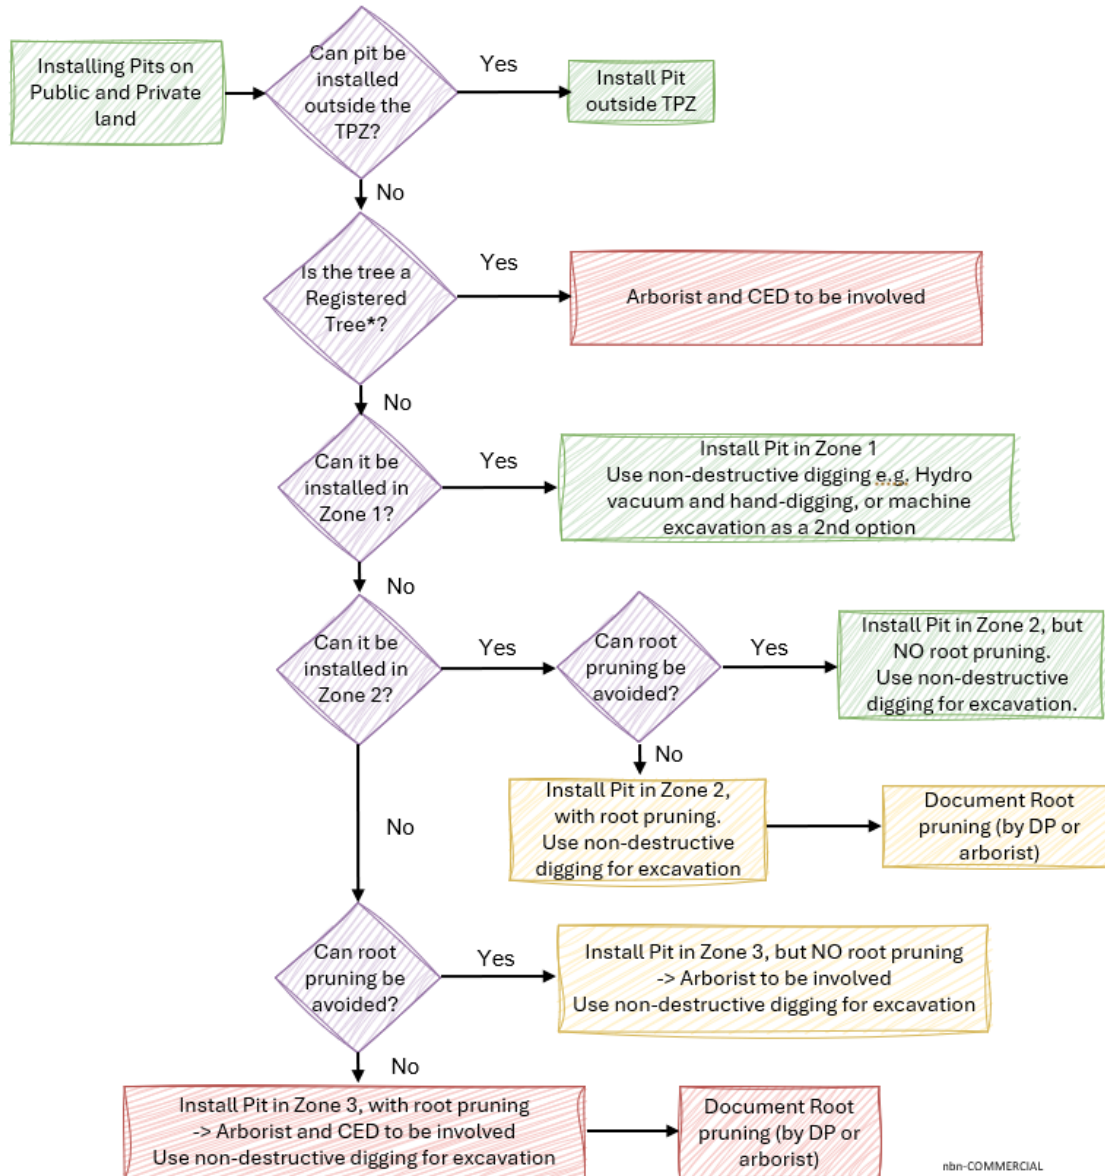 Installing Pits on
Public and Private
land
Can pit be
installed
outside the
TPZ?
Yes
Install Pit
outside TPZ
No
Is the tree a
Registered
Tree*?
Yes
Arborist and CED to be involved
No
Can it be
installed in
Zone 1?
Yes
Install Pit in Zone 1
Use non-destructive digging e.g. Hydro
vacuum and hand-digging, or machine
excavation as a 2nd option
No
Can it be
installed in
Zone 2?
Yes
Can root
pruning be
avoided?
Yes
Install Pit in Zone 2, but
NO root pruning.
Use non-destructive
digging for excavation.
No
Install Pit in Zone 2,
with root pruning.
Use non-destructive
digging for excavation
Document Root
pruning (by DP or
arborist)
No
Can root
pruning be
avoided?
Yes
Install Pit in Zone 3, but NO root pruning
-> Arborist to be involved
Use non-destructive digging for excavation
No
Install Pit in Zone 3, with root pruning
-> Arborist and CED to be involved
Use non-destructive digging for excavation
Document Root
pruning (by DP or
arborist)
nbn-COMMERCIAL